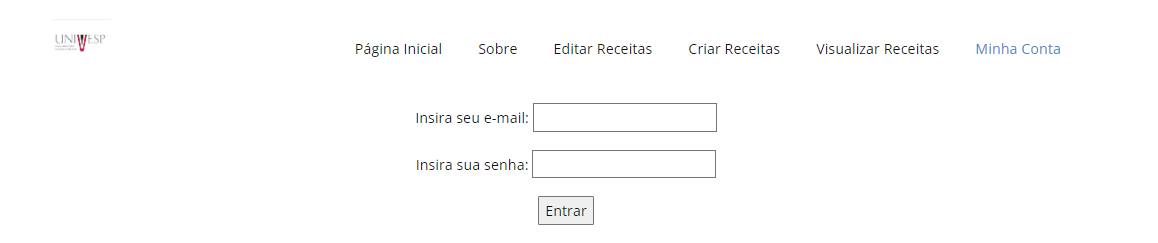 UNIVESP
Página Inicial Sobre Editar Receitas Criar Receitas Visualizar Receitas Minha Conta
Insira seu e-mail:
Insira sua senha:
Entrar